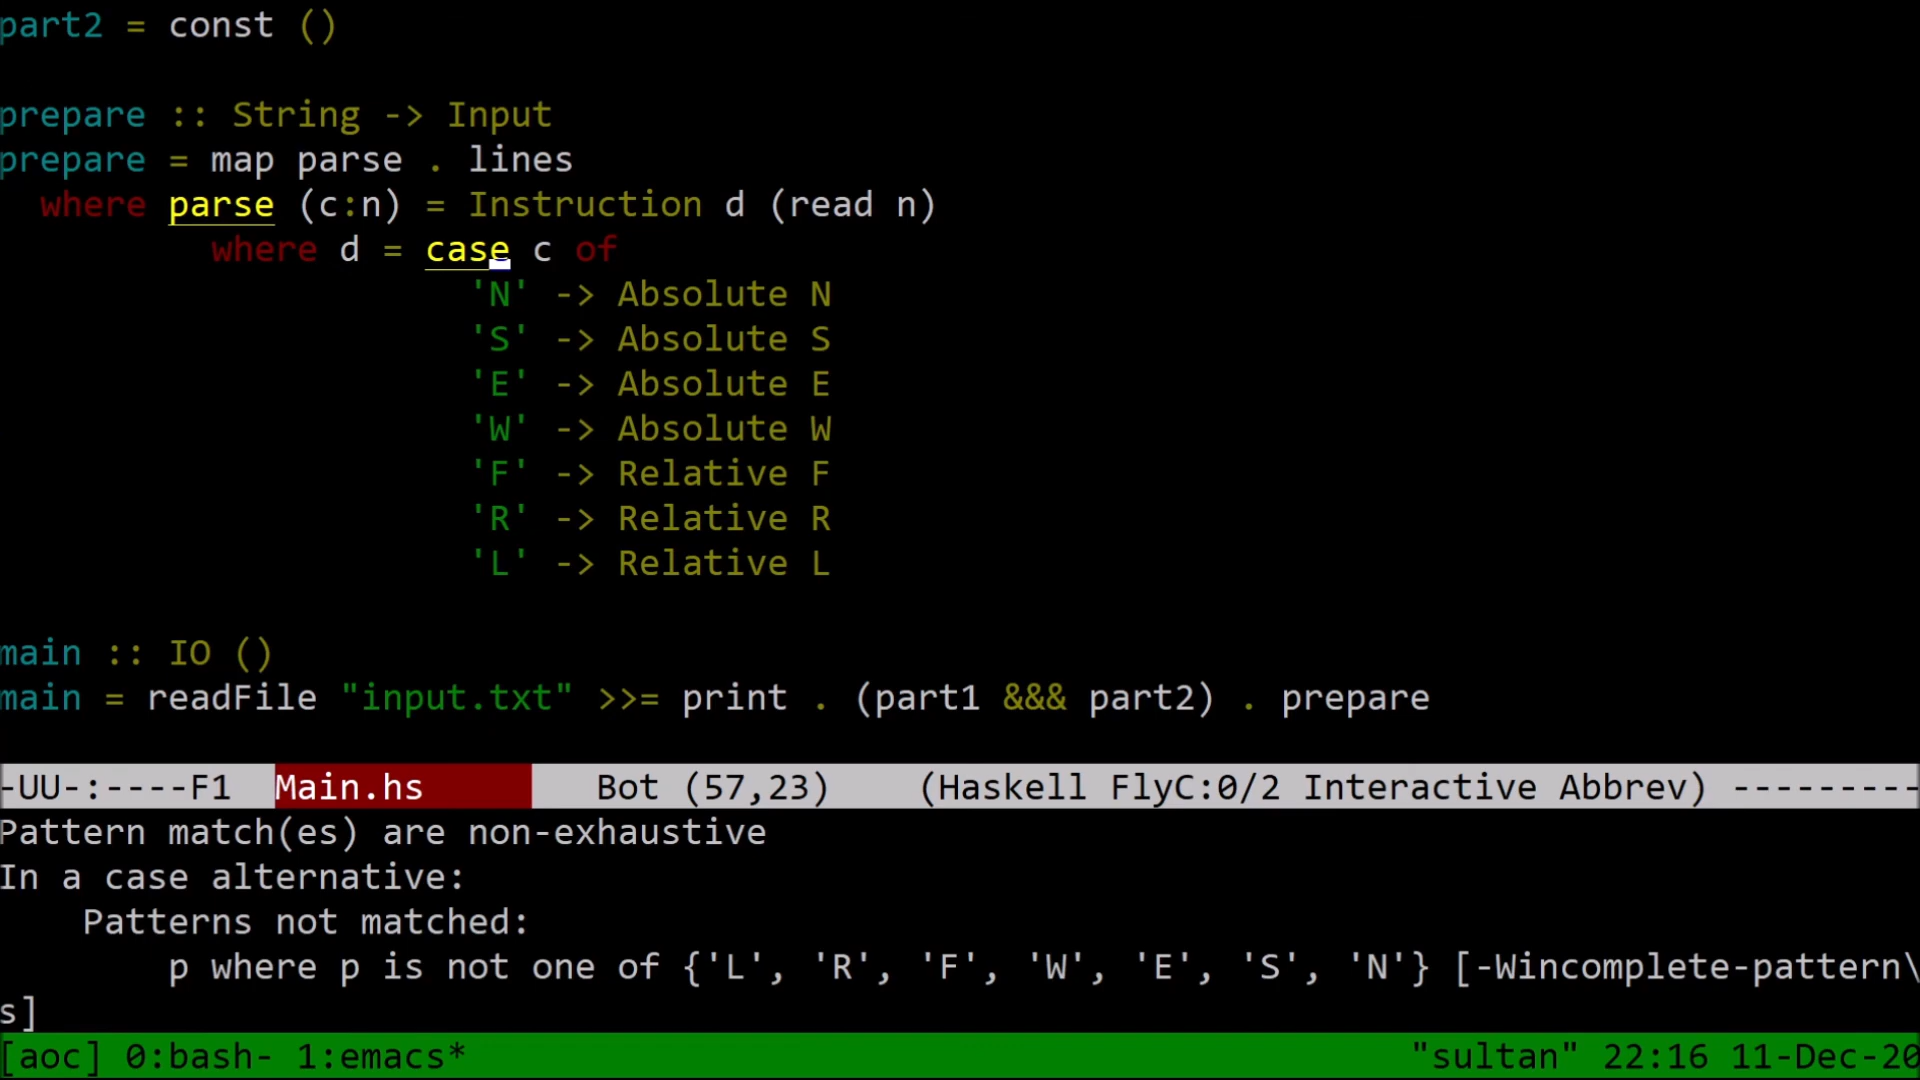 part2 = const ()
prepare :: String -> Input
prepare = map parse . lines
  where parse (c:n) = Instruction d (read n)
          where d = case c of
                      'N' -> Absolute N
                      'S' -> Absolute S
                      'E' -> Absolute E
                      'W' -> Absolute W
                      'F' -> Relative F
                      'R' -> Relative R
                      'L' -> Relative L
main :: IO ()
main = readFile "input.txt" >>= print . (part1 &&& part2) . prepare
-UU-:----F1  Main.hs        Bot (57,23)    (Haskell FlyC:0/2 Interactive Abbrev) ---------
Pattern match(es) are non-exhaustive
In a case alternative:
    Patterns not matched:
        p where p is not one of {'L', 'R', 'F', 'W', 'E', 'S', 'N'} [-Wincomplete-pattern\
s]
[aoc] 0:bash- 1:emacs*                                            "sultan" 22:16 11-Dec-20